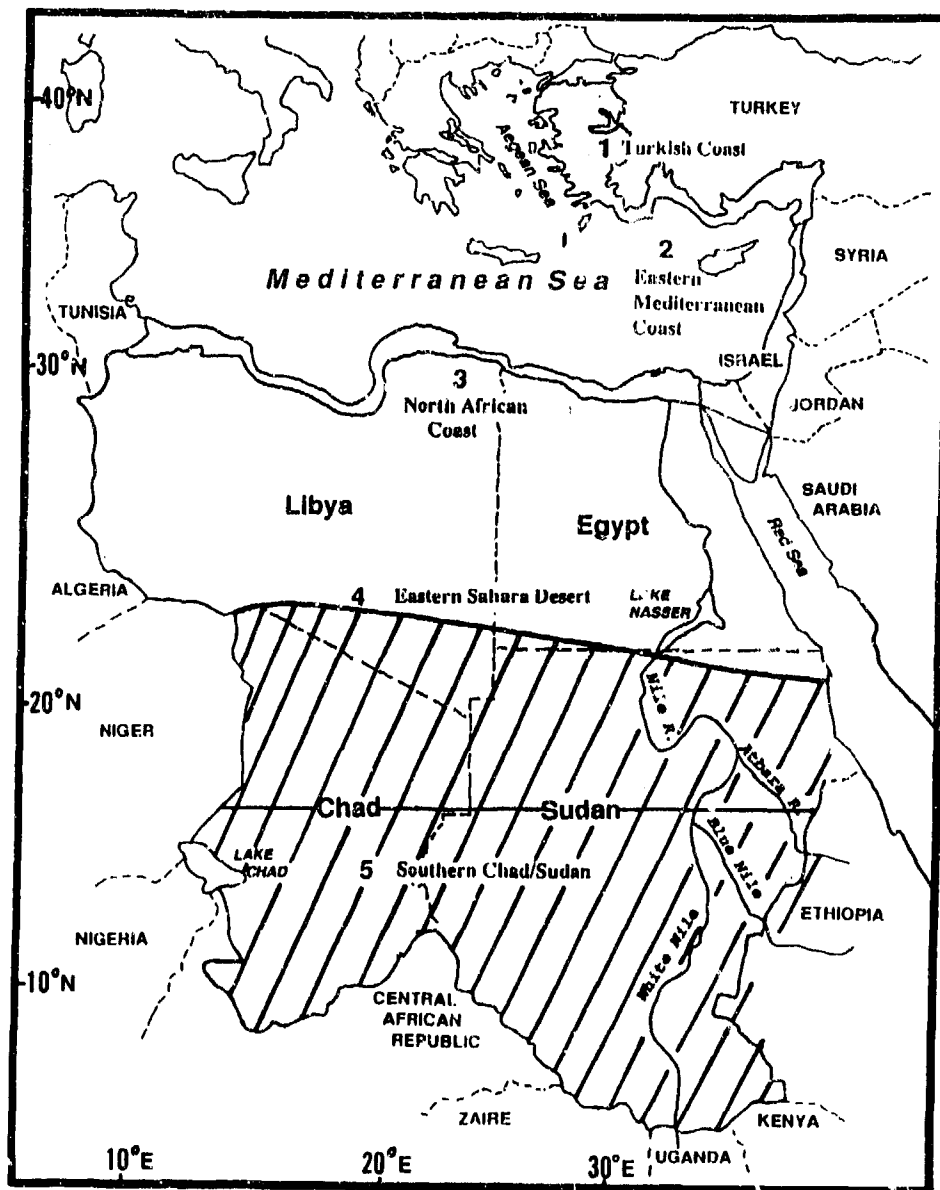 40°N
TURKEY
1 Turkish Coast
Aegean Sea
2
Eastern
Mediterranean
Coast
SYRIA
Mediterranean Sea
TUNISIA
30°N
ISRAEL
3
North African
Coast
JORDAN
Libya
Egypt
SAUDI
ARABIA
Red Sea
ALGERIA
4 Eastern Sahara Desert
LAKE
NASSER
20°N
Nile R.
NIGER
Atbara R.
Chad
Sudan
Blue Nile
LAKE
CHAD
5 Southern Chad/Sudan
ETHIOPIA
NIGERIA
White Nile
10°N
CENTRAL
AFRICAN
REPUBLIC
ZAIRE
KENYA
UGANDA
10°E
20°E
30°E